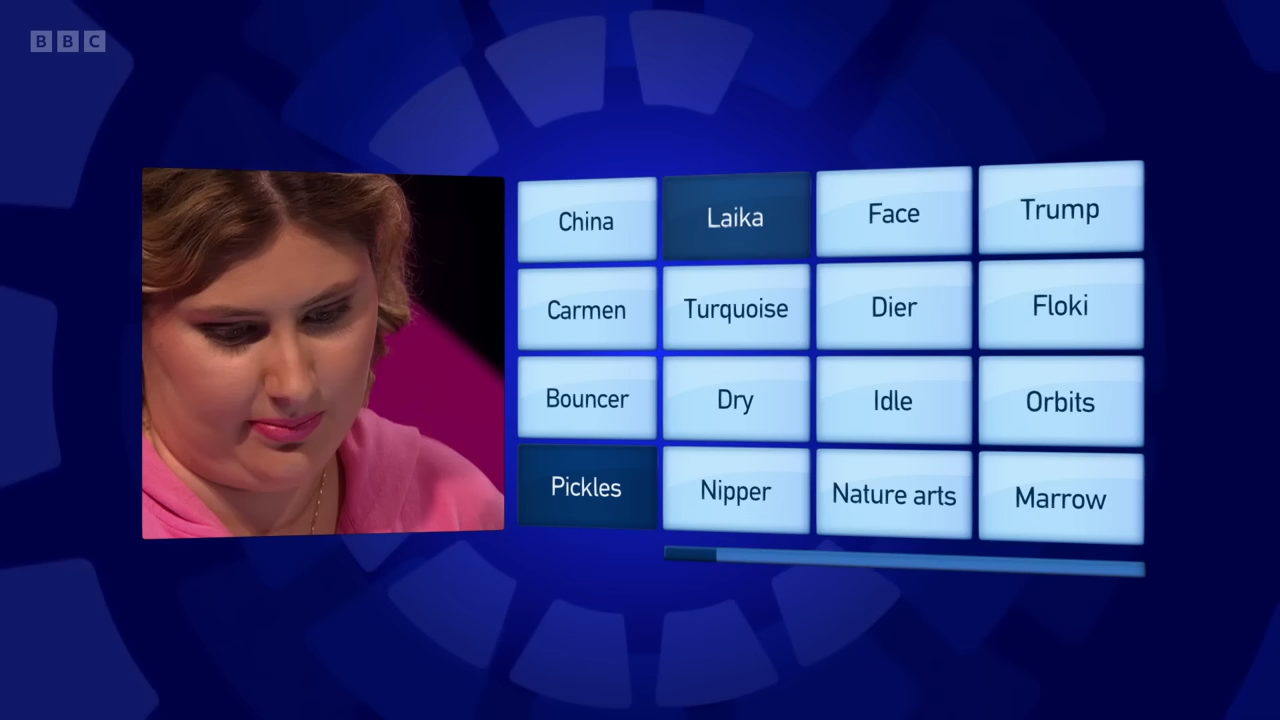 BBC
China
Laika
Face
Trump
Carmen
Turquoise
Dier
Floki
Bouncer
Dry
Idle
Orbits
Pickles
Nipper
Nature arts
Marrow